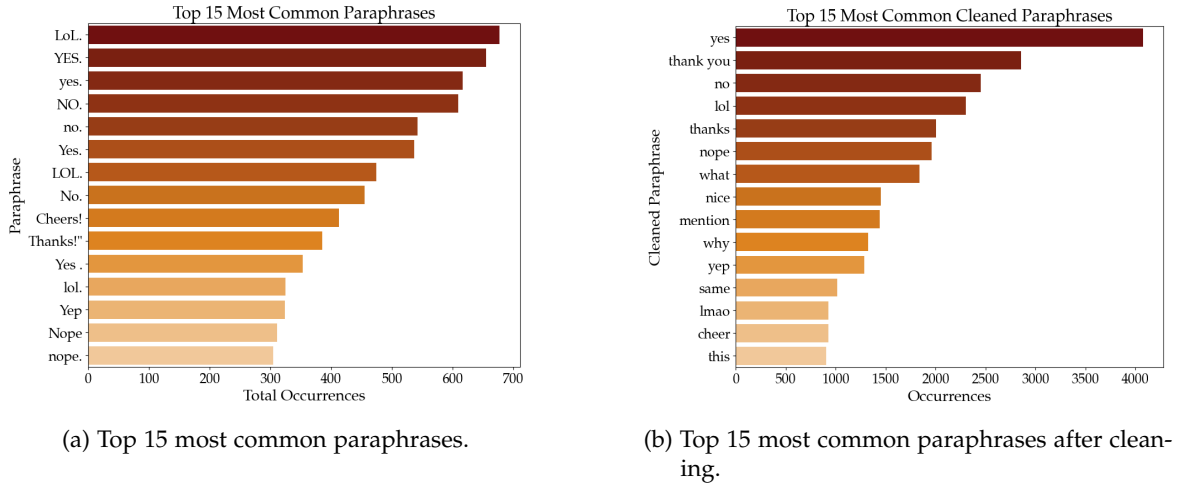 Top 15 Most Common Paraphrases
Paraphrase
LoL.
YES.
yes.
NO.
no.
Yes.
LOL.
No.
Cheers!
Thanks!"
Yes .
lol.
Yep
Nope
nope.
0 100 200 300 400 500 600 700
Total Occurrences
(a) Top 15 most common paraphrases.
Top 15 Most Common Cleaned Paraphrases
Cleaned Paraphrase
yes
thank you
no
lol
thanks
nope
what
nice
mention
why
yep
same
lmao
cheer
this
0 500 1000 1500 2000 2500 3000 3500 4000
Occurrences
(b) Top 15 most common paraphrases after clean-
ing.